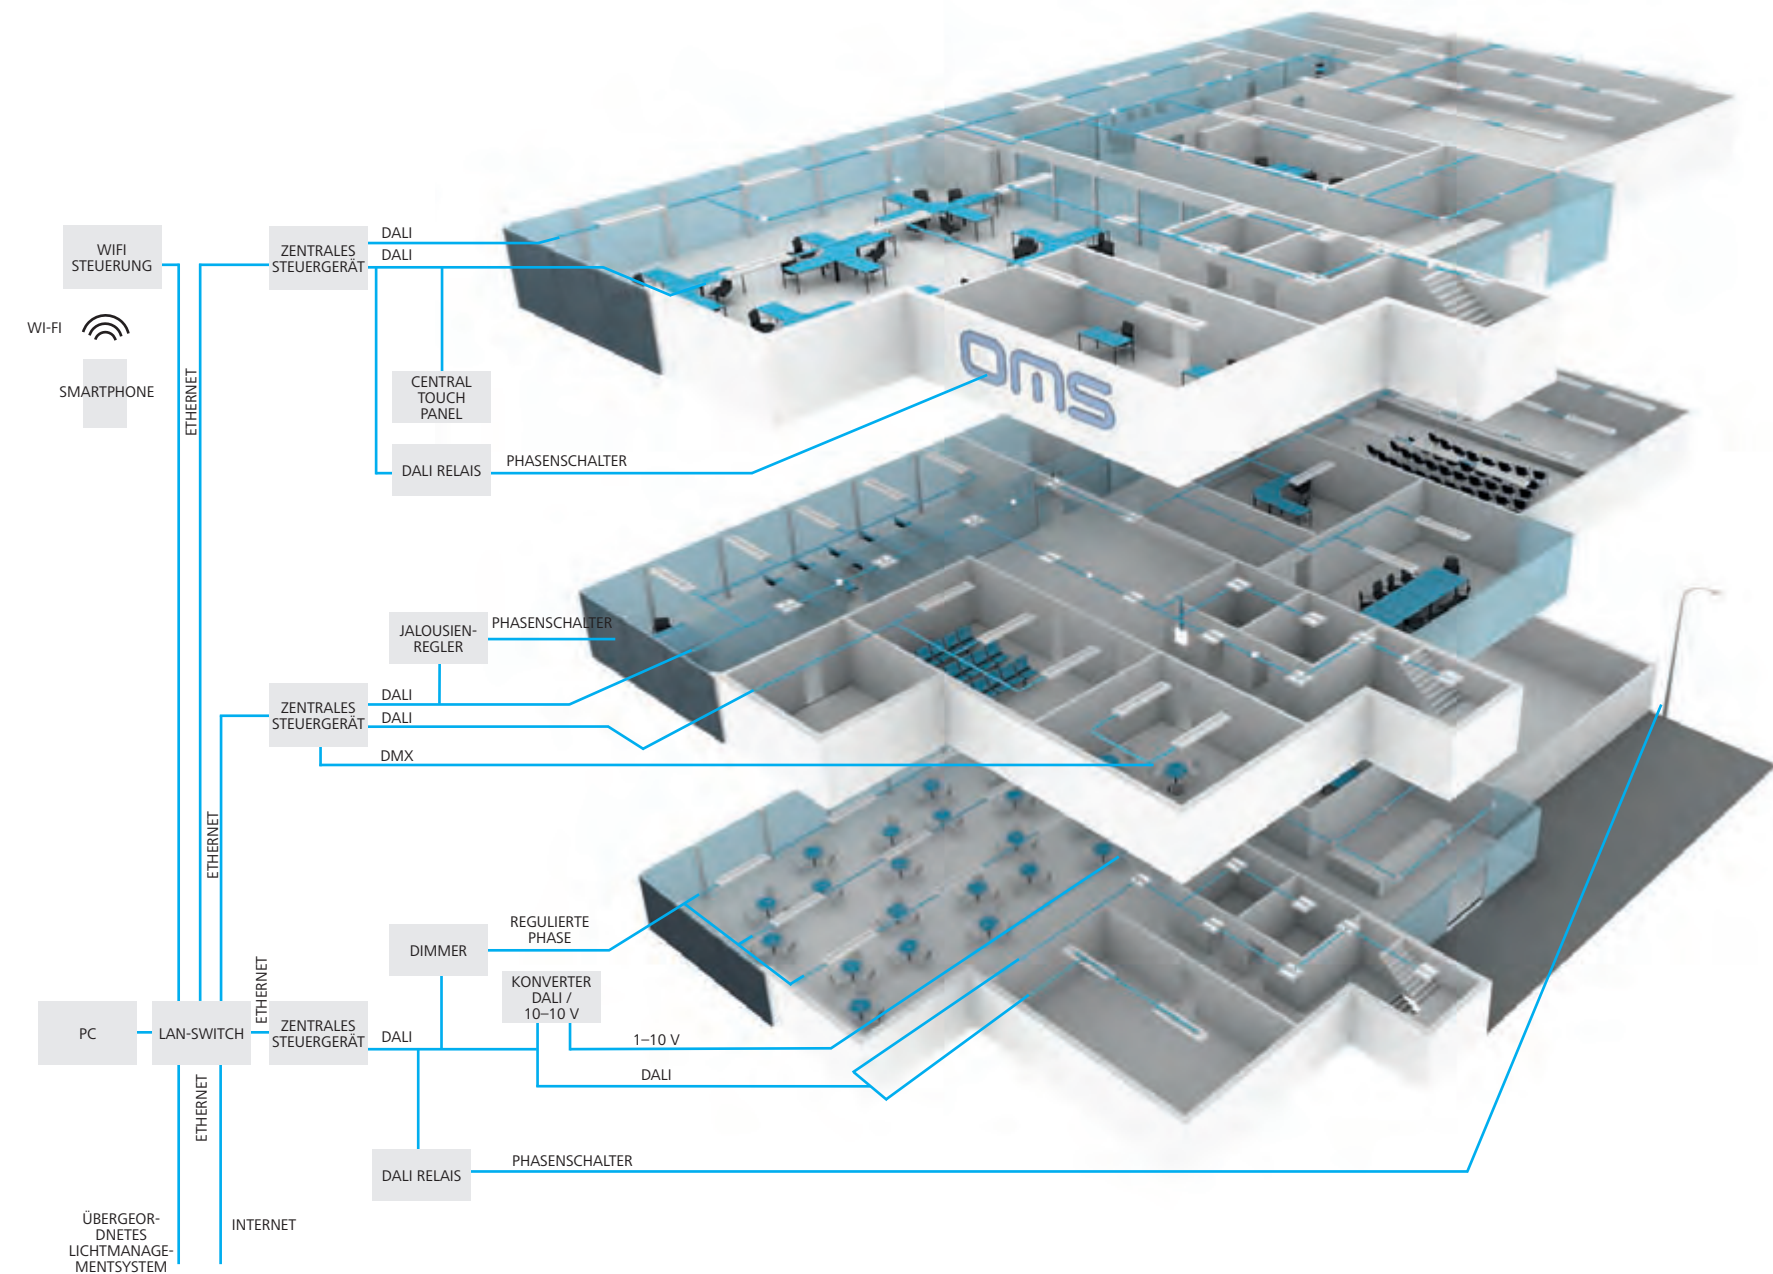 WIFI
STEUERUNG
WI-FI
SMARTPHONE
ETHERNET
ZENTRALES
STEUERGERÄT
DALI
DALI
CENTRAL
TOUCH
PANEL
DALI RELAIS
PHASENSCHALTER
OMS
JALOUSIEN-
REGLER
PHASENSCHALTER
ZENTRALES
STEUERGERÄT
DALI
DALI
DMX
ETHERNET
DIMMER
REGULIERTE
PHASE
KONVERTER
DALI /
10–10 V
ETHERNET
PC
LAN-SWITCH
ZENTRALES
STEUERGERÄT
DALI
1–10 V
DALI
ETHERNET
DALI RELAIS
PHASENSCHALTER
ÜBERGEOR-
DNETES
LICHTMANAGE-
MENTSYSTEM
INTERNET